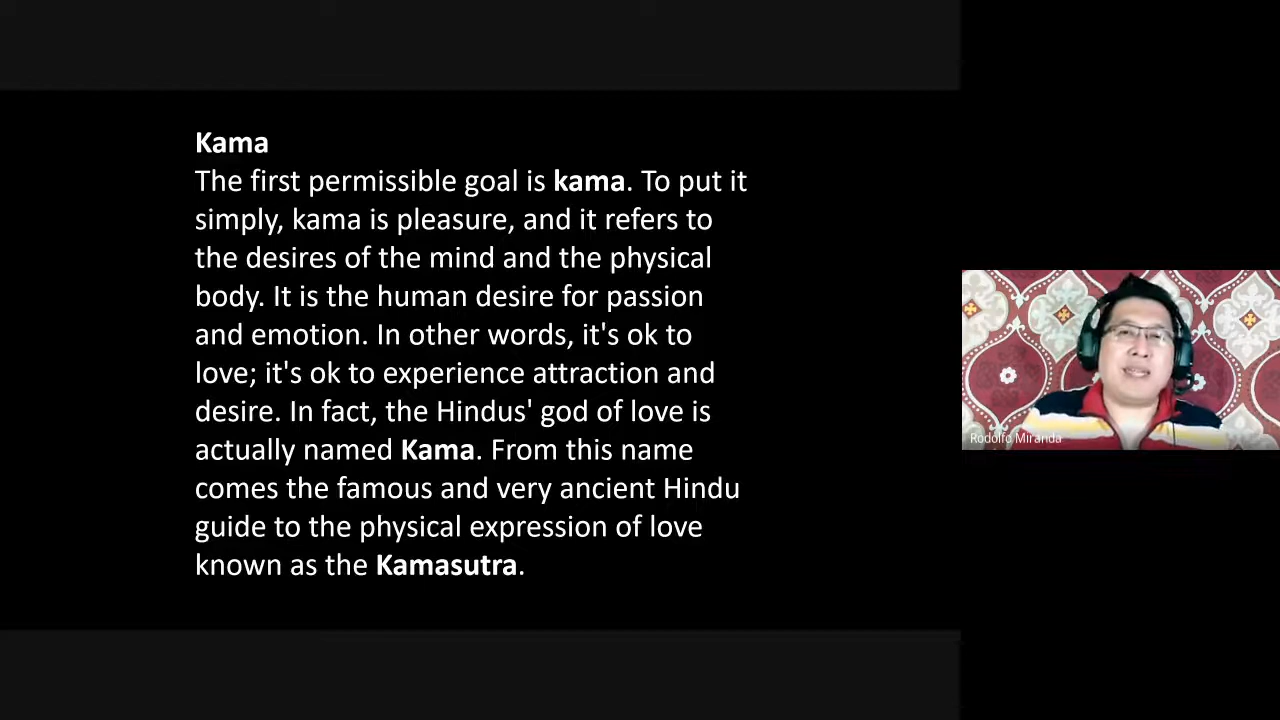 Kama
The first permissible goal is kama. To put it
simply, kama is pleasure, and it refers to
the desires of the mind and the physical
body. It is the human desire for passion
and emotion. In other words, it's ok to
love; it's ok to experience attraction and
desire. In fact, the Hindus' god of love is
actually named Kama. From this name
comes the famous and very ancient Hindu
guide to the physical expression of love
known as the Kamasutra.
Rodolfo Miranda